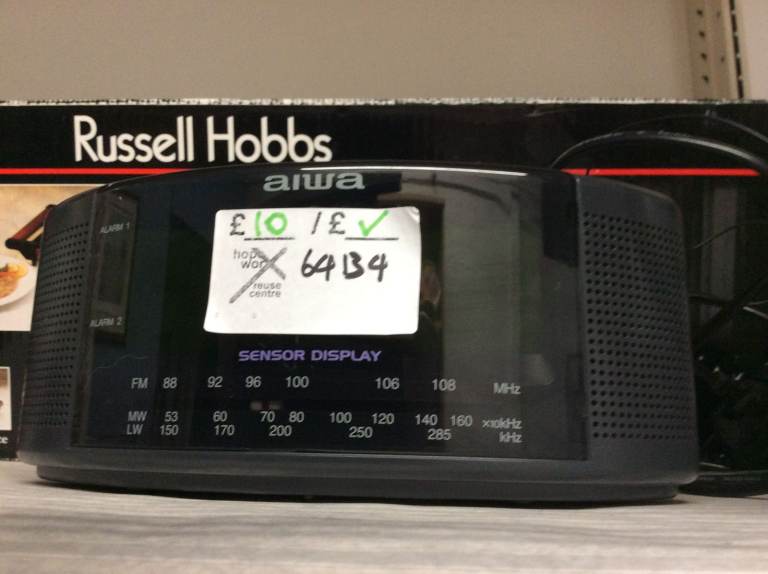 Russell Hobbs
aiwa
ALARM 1
£10 / £✓
hope
work
reuse
centre
64134
ALARM 2
SENSOR DISPLAY
FM 88 92 96 100 106 108 MHz
MW 53 60 70 80 100 120 140 160 ×10kHz
LW 150 170 200 250 285 kHz